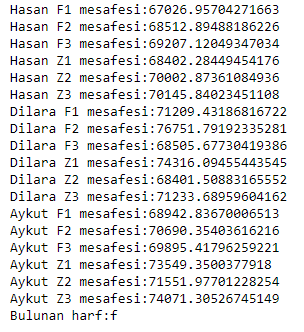 Hasan F1 mesafesi:67026.95704271663
Hasan F2 mesafesi:68512.89488186226
Hasan F3 mesafesi:69207.12049347034
Hasan Z1 mesafesi:68402.28449454176
Hasan Z2 mesafesi:70002.87361084936
Hasan Z3 mesafesi:70145.84023451108
Dilara F1 mesafesi:71209.43186816722
Dilara F2 mesafesi:76751.79192335281
Dilara F3 mesafesi:68505.67730419386
Dilara Z1 mesafesi:74316.09455443545
Dilara Z2 mesafesi:68401.50883165552
Dilara Z3 mesafesi:71233.68959604162
Aykut F1 mesafesi:68942.83670006513
Aykut F2 mesafesi:70690.35403616216
Aykut F3 mesafesi:69895.41796259221
Aykut Z1 mesafesi:73549.3500377918
Aykut Z2 mesafesi:71551.97701228254
Aykut Z3 mesafesi:74071.30526745149
Bulunan harf:f